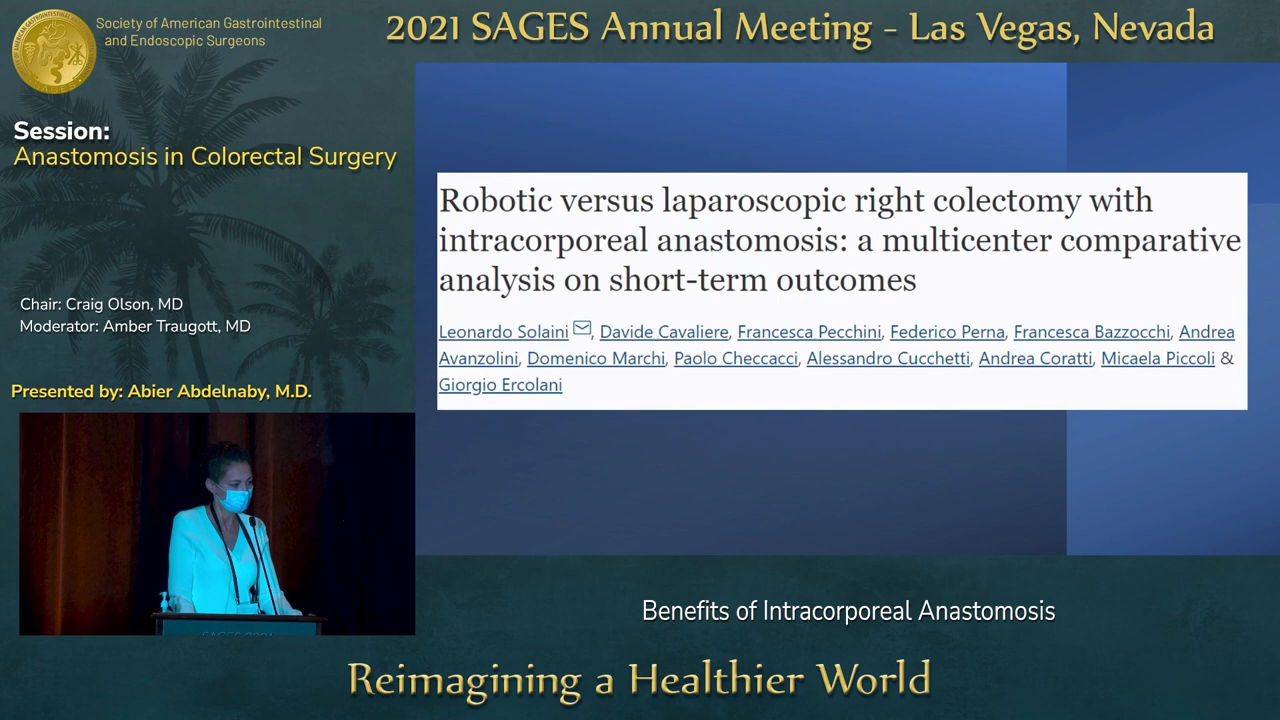 Society of American Gastrointestinal
and Endoscopic Surgeons
2021 SAGES Annual Meeting - Las Vegas, Nevada
Session:
Anastomosis in Colorectal Surgery
Chair: Craig Olson, MD
Moderator: Amber Traugott, MD
Presented by: Abier Abdelnaby, M.D.
Robotic versus laparoscopic right colectomy with
intracorporeal anastomosis: a multicenter comparative
analysis on short-term outcomes
Leonardo Solaini, Davide Cavaliere, Francesca Pecchini, Federico Perna, Francesca Bazzocchi, Andrea
Avanzolini, Domenico Marchi, Paolo Checcacci, Alessandro Cucchetti, Andrea Coratti, Micaela Piccoli &
Giorgio Ercolani
Benefits of Intracorporeal Anastomosis
Reimagining a Healthier World